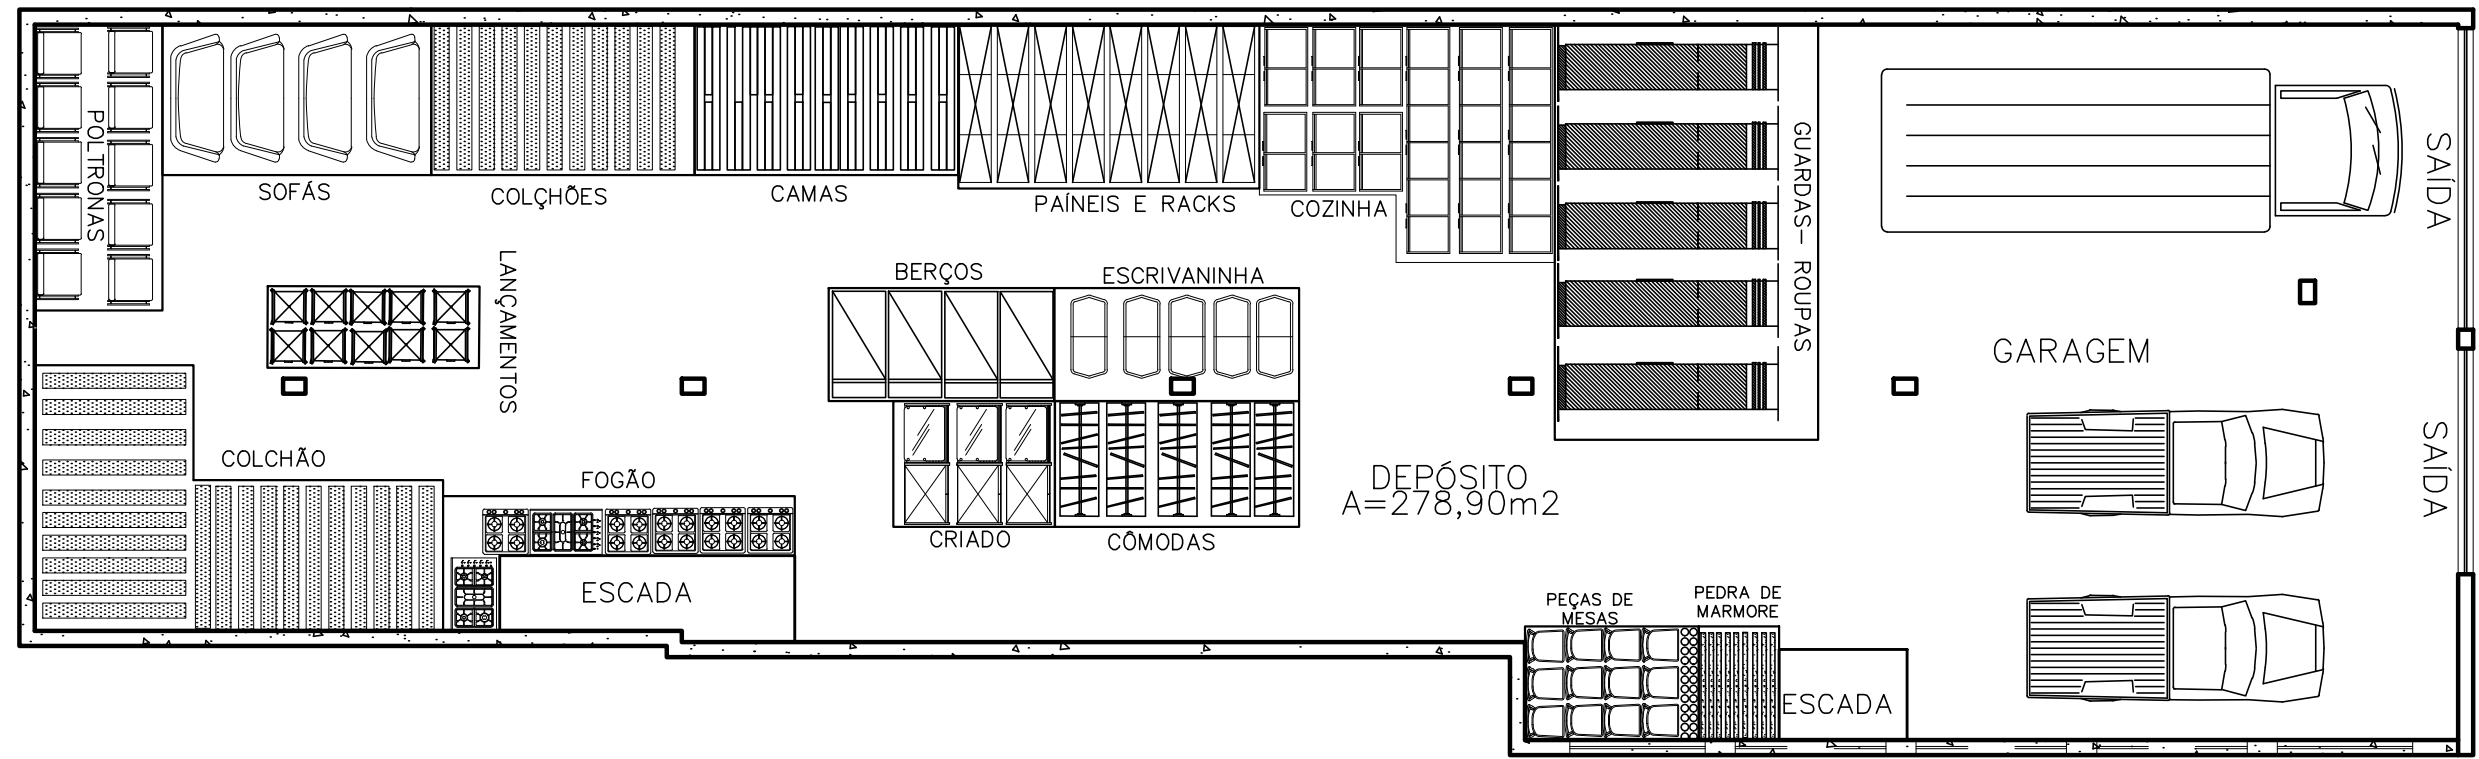 POLTRONAS
SOFÁS
COLÇHÕES
CAMAS
PAÍNEIS E RACKS
COZINHA
GUARDAS- ROUPAS
SAÍDA
LANÇAMENTOS
BERÇOS
ESCRIVANINHA
GARAGEM
SAÍDA
COLCHÃO
FOGÃO
DEPÓSITO
A=278,90m2
CRIADO
CÔMODAS
ESCADA
PEÇAS DE
MESAS
PEDRA DE
MARMORE
ESCADA